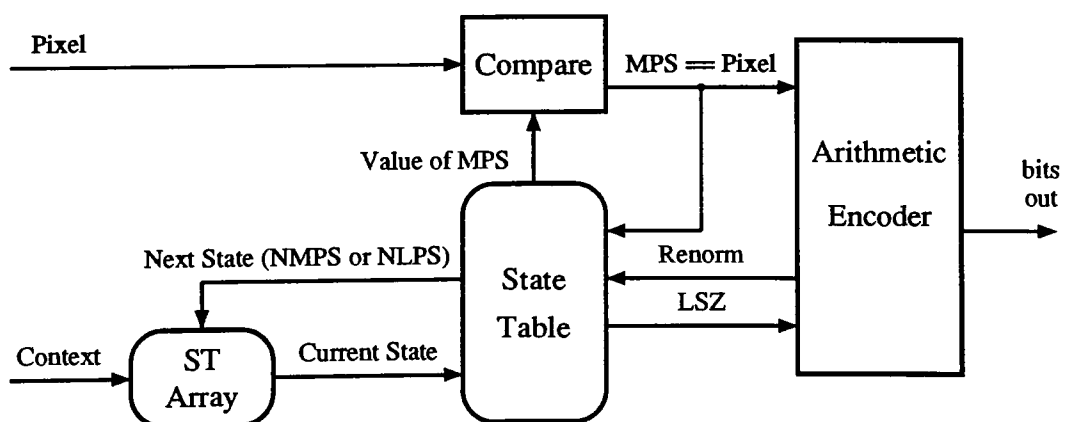 Pixel
Compare
MPS == Pixel
Value of MPS
Arithmetic
Encoder
bits
out
Next State (NMPS or NLPS)
State
Table
Renorm
LSZ
Context
ST
Array
Current State